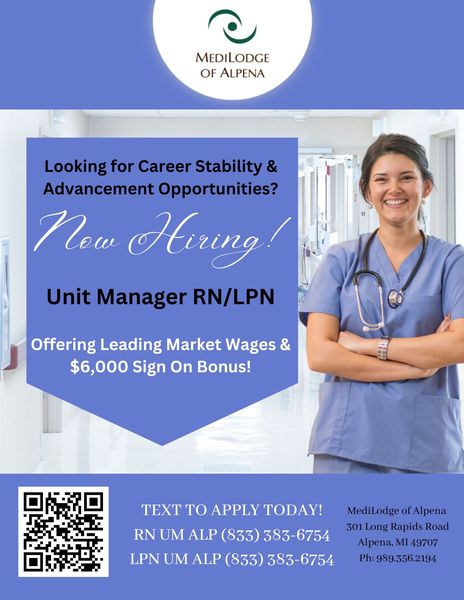 MEDILODGE
OF ALPENA
Looking for Career Stability &
Advancement Opportunities?
Now Hiring!
Unit Manager RN/LPN
Offering Leading Market Wages &
$6,000 Sign On Bonus!
TEXT TO APPLY TODAY!
RN UM ALP (833) 383-6754
LPN UM ALP (833) 383-6754
MediLodge of Alpena
301 Long Rapids Road
Alpena, MI 49707
Ph: 989.356.2194